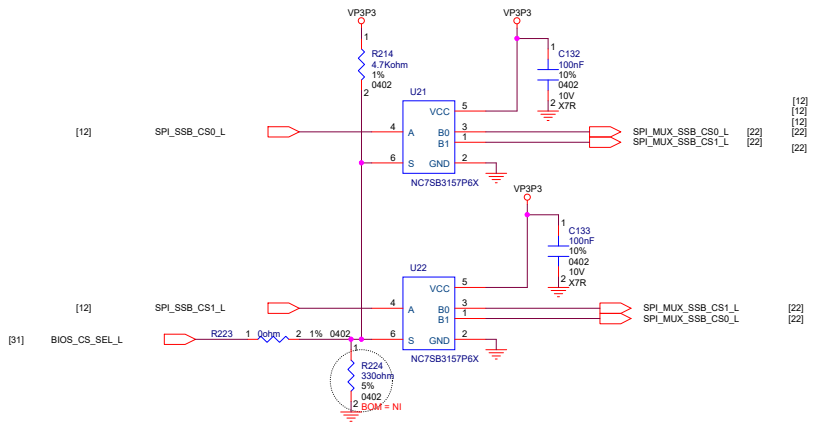 VP3P3
VP3P3
1
R214
4.7Kohm
1%
0402
2
1
C132
100nF
10%
0402
10V
2
X7R
U21
VCC
5
[12]
[12]
[12]
[12]
SPI_SSB_CS0_L
4
A
B0
3
SPI_MUX_SSB_CS0_L
[22]
[22]
B1
1
SPI_MUX_SSB_CS1_L
[22]
[22]
6
S
GND
2
NC7SB3157P6X
VP3P3
1
C133
100nF
10%
0402
10V
2
X7R
U22
VCC
5
[12]
SPI_SSB_CS1_L
4
A
B0
3
SPI_MUX_SSB_CS1_L
[22]
B1
1
SPI_MUX_SSB_CS0_L
[22]
[31]
BIOS_CS_SEL_L
R223
1
0ohm
2
1%
0402
6
S
GND
2
NC7SB3157P6X
1
R224
330ohm
5%
0402
2
BOM = NI